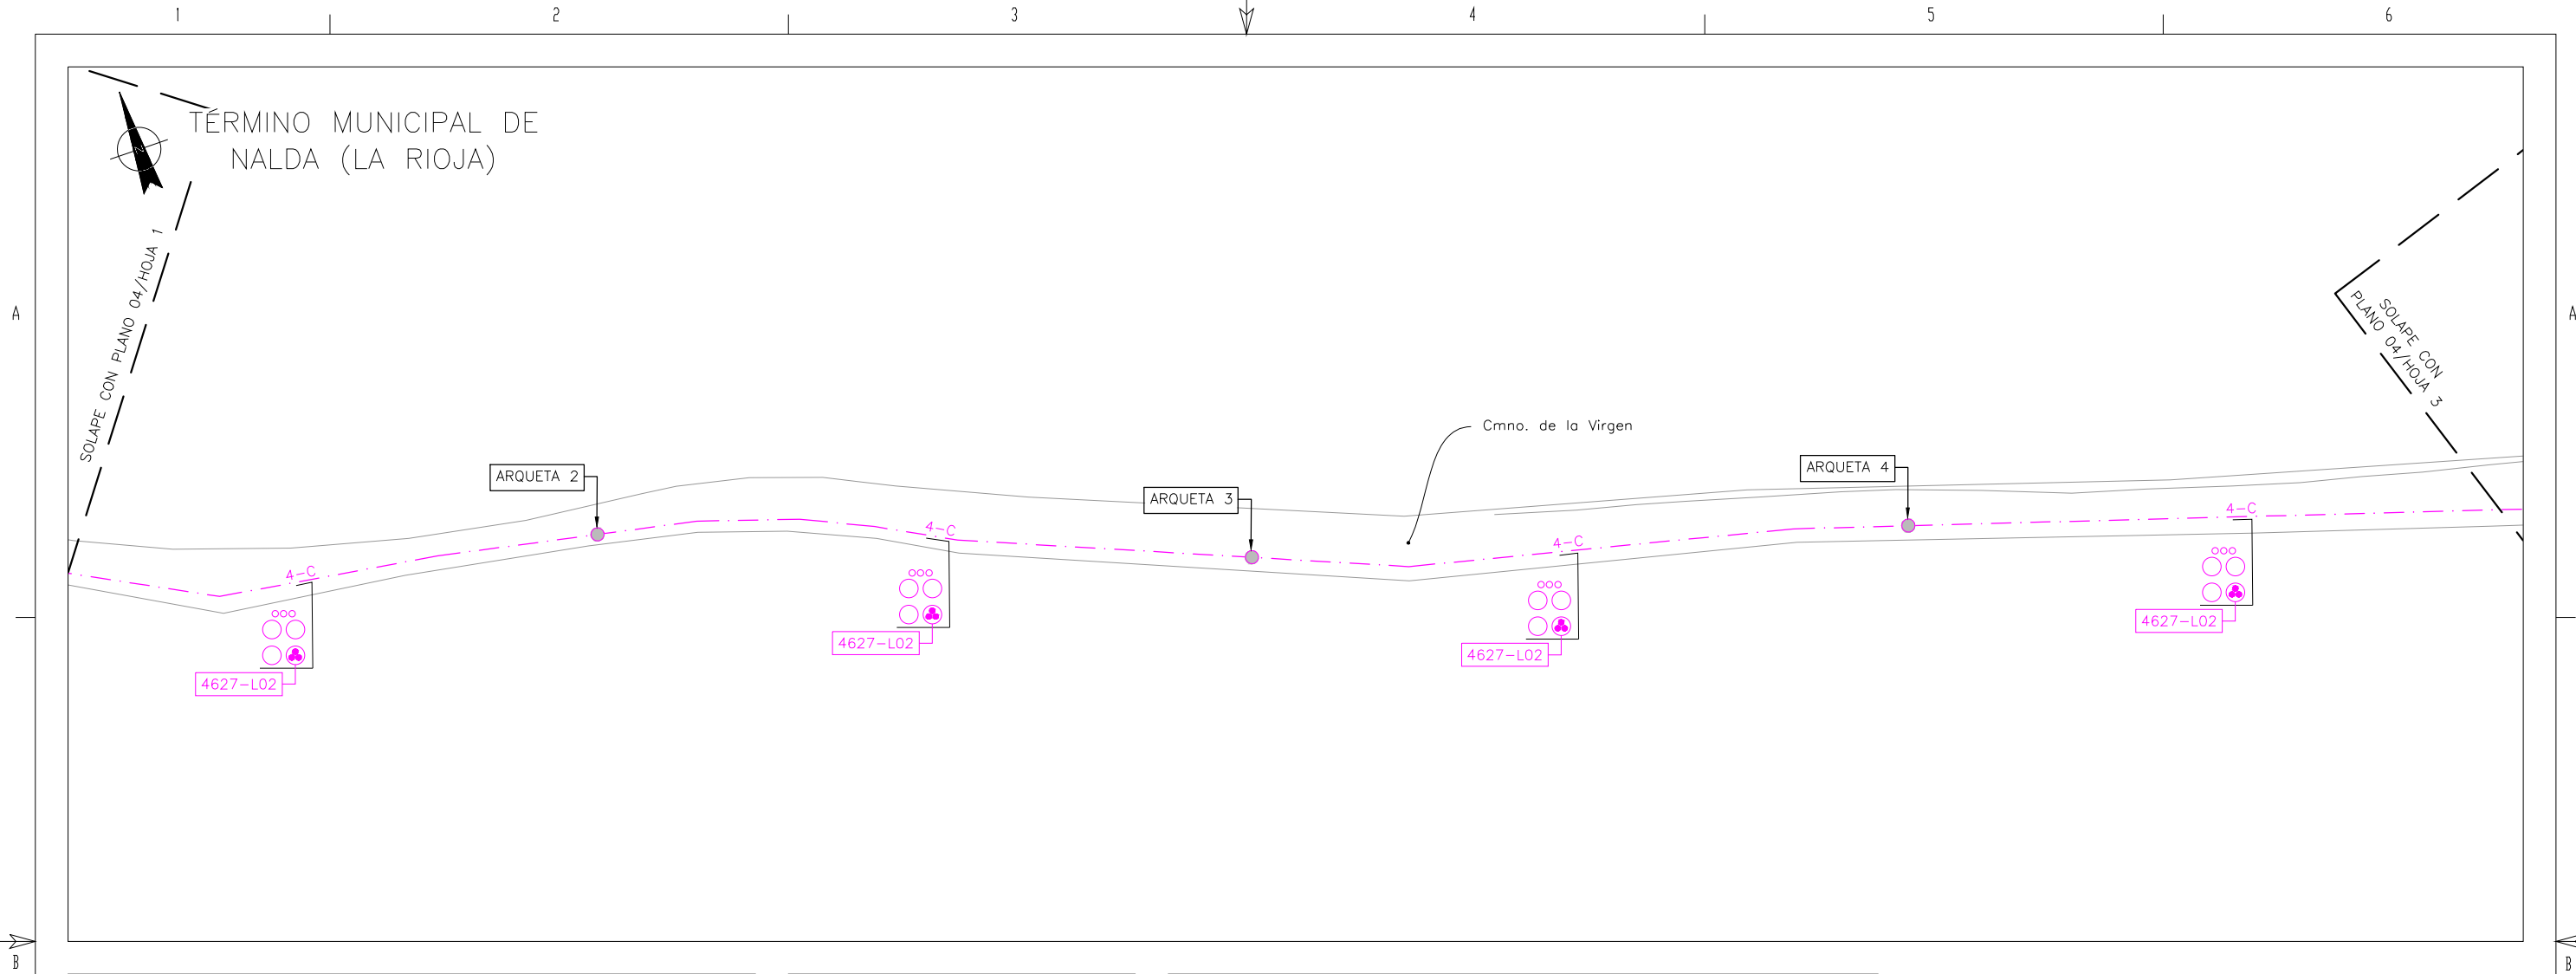 1 2 3 4 5 6
TÉRMINO MUNICIPAL DE
NALDA (LA RIOJA)
N
SOLAPE CON PLANO 04/HOJA 1
SOLAPE CON
PLANO 04/HOJA 3
A A
Cmno. de la Virgen
ARQUETA 2
ARQUETA 3
ARQUETA 4
4-C
4-C
4-C
4-C
4627-L02
4627-L02
4627-L02
4627-L02
B B